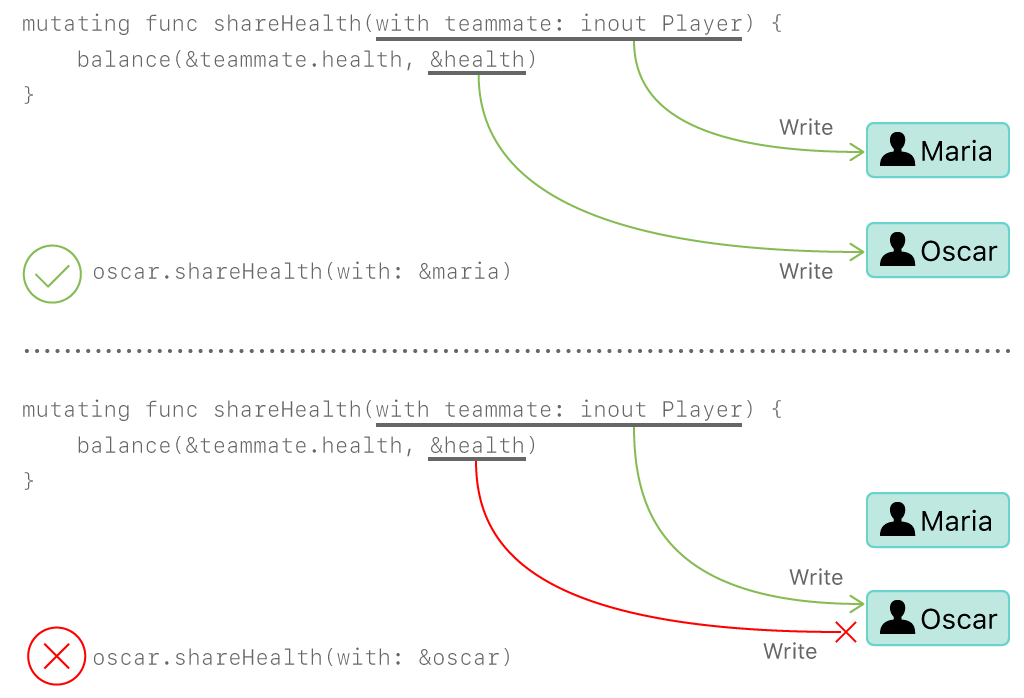 mutating func shareHealth(with teammate: inout Player) {
    balance(&teammate.health, &health)
}
Write
Maria
Oscar
Write
oscar.shareHealth(with: &maria)
mutating func shareHealth(with teammate: inout Player) {
    balance(&teammate.health, &health)
}
Maria
Write
Oscar
Write
oscar.shareHealth(with: &oscar)